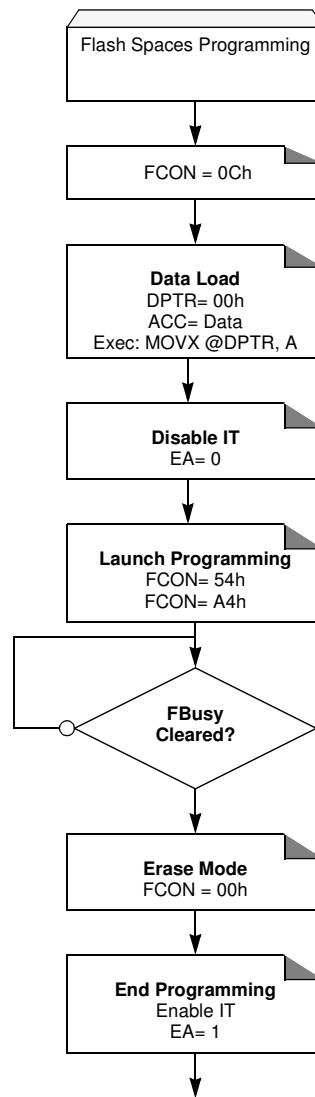 Flash Spaces Programming
FCON = 0Ch
Data Load
DPTR= 00h
ACC= Data
Exec: MOVX @DPTR, A
Disable IT
EA= 0
Launch Programming
FCON= 54h
FCON= A4h
FBusy
Cleared?
Erase Mode
FCON = 00h
End Programming
Enable IT
EA= 1